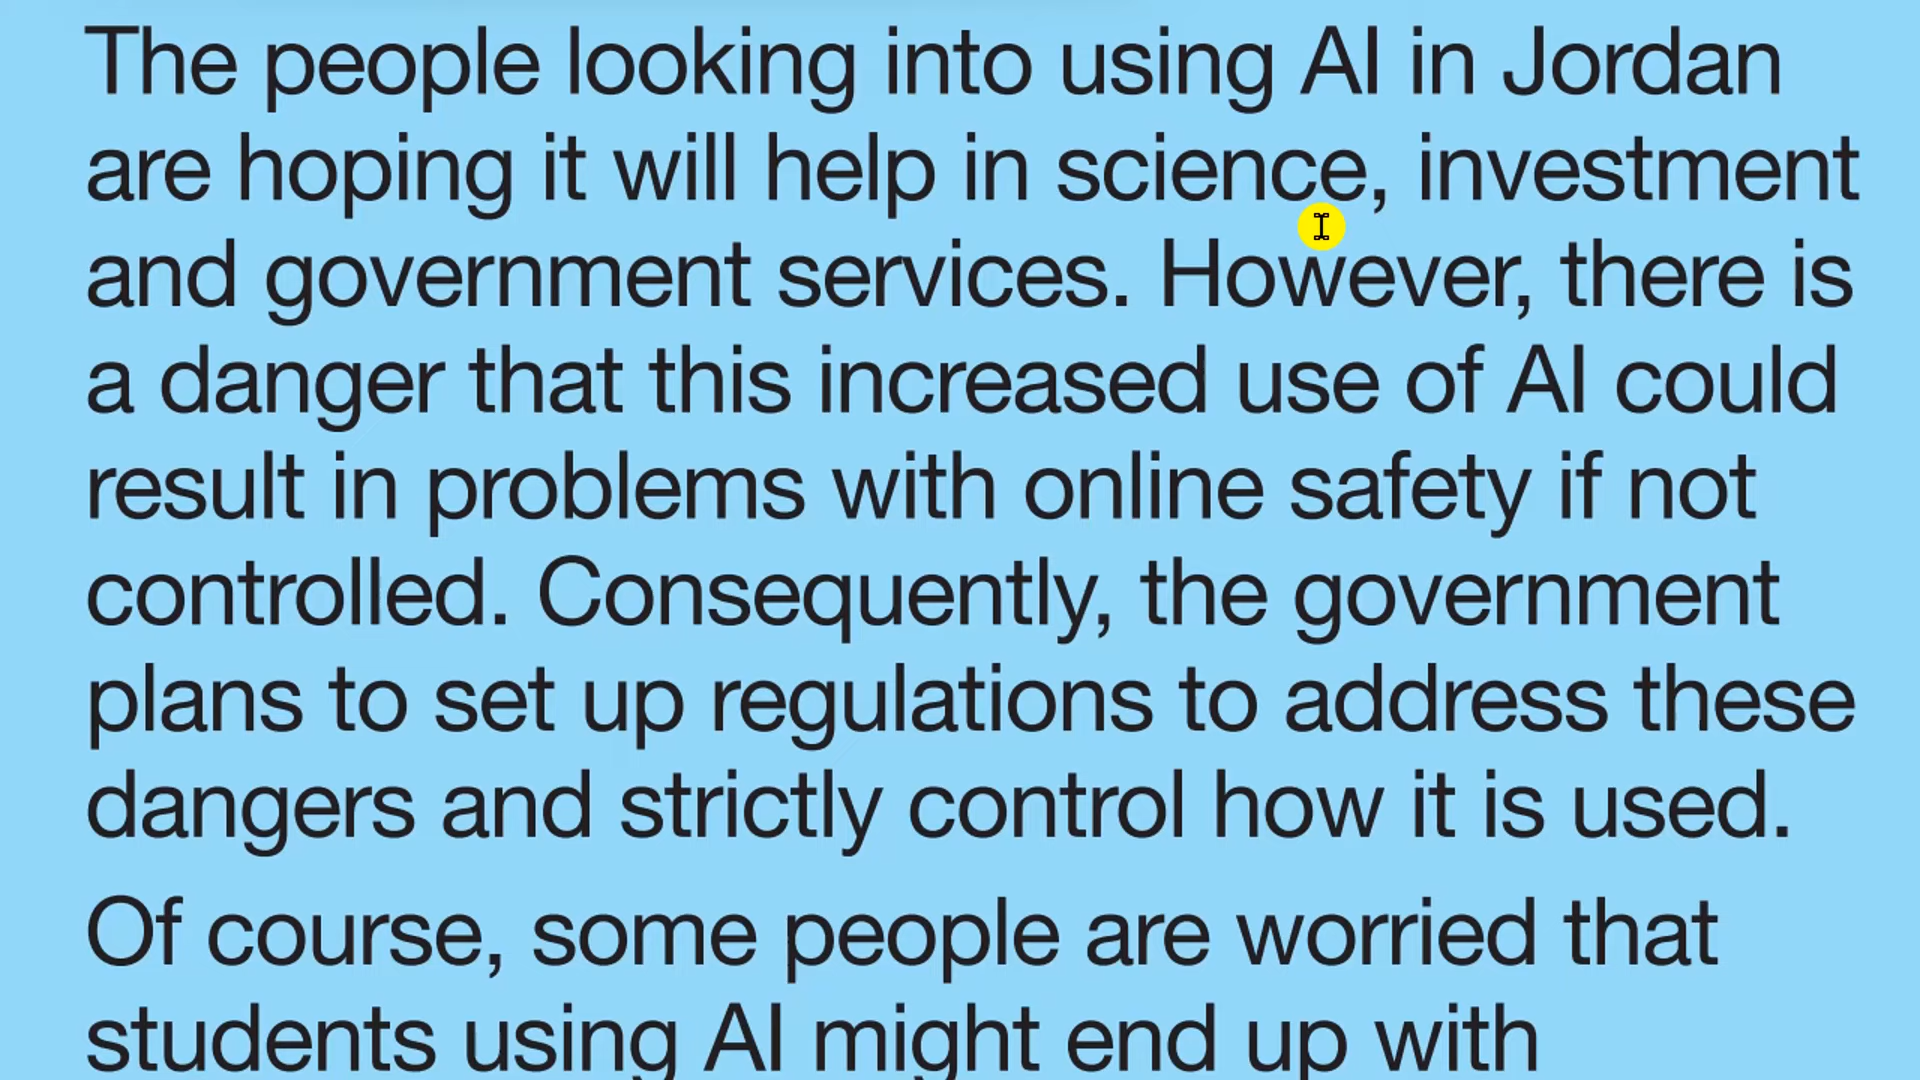 The people looking into using AI in Jordan
are hoping it will help in science, investment
and government services. However, there is
a danger that this increased use of AI could
result in problems with online safety if not
controlled. Consequently, the government
plans to set up regulations to address these
dangers and strictly control how it is used.
Of course, some people are worried that
students using AI might end up with